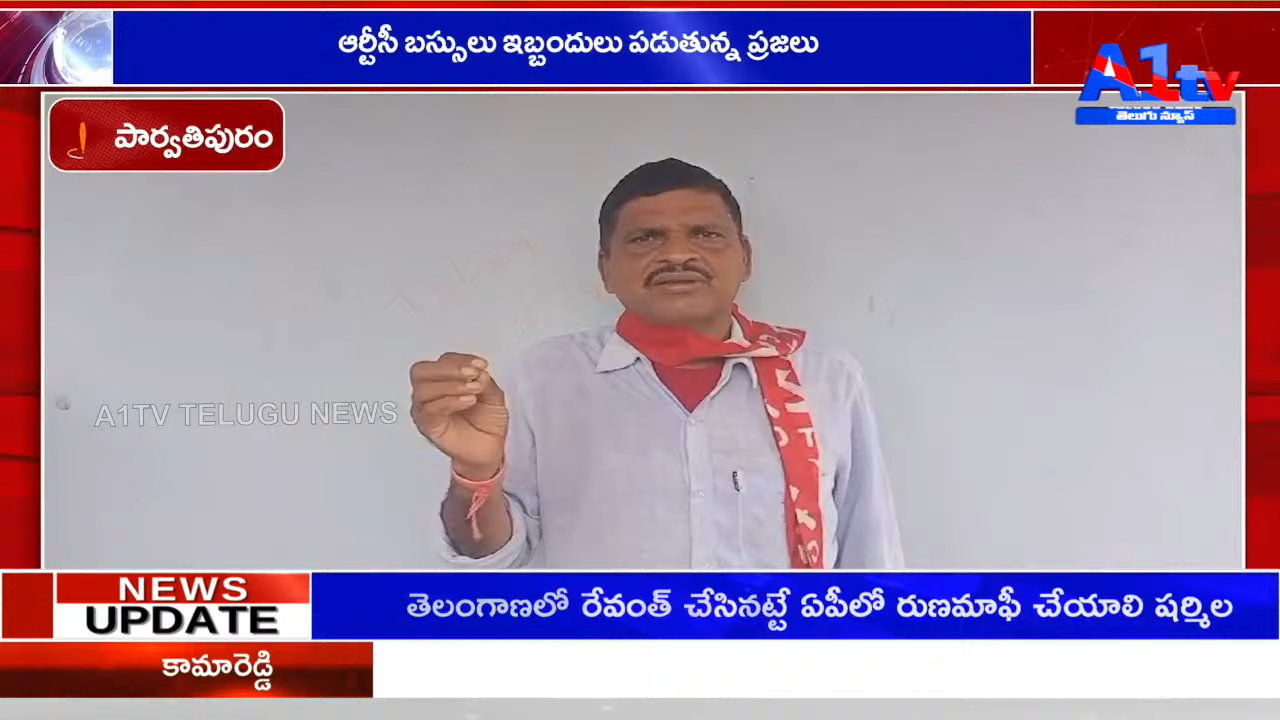 ఆర్టీసీ బస్సులు ఇబ్బందులు పడుతున్న ప్రజలు
A1tv
తెలుగు న్యూస్
పార్వతిపురం
A1TV TELUGU NEWS
NEWS
UPDATE
తెలంగాణలో రేవంత్ చేసినట్టే ఏపీలో రుణమాఫీ చేయాలి షర్మిల
కామారెడ్డి